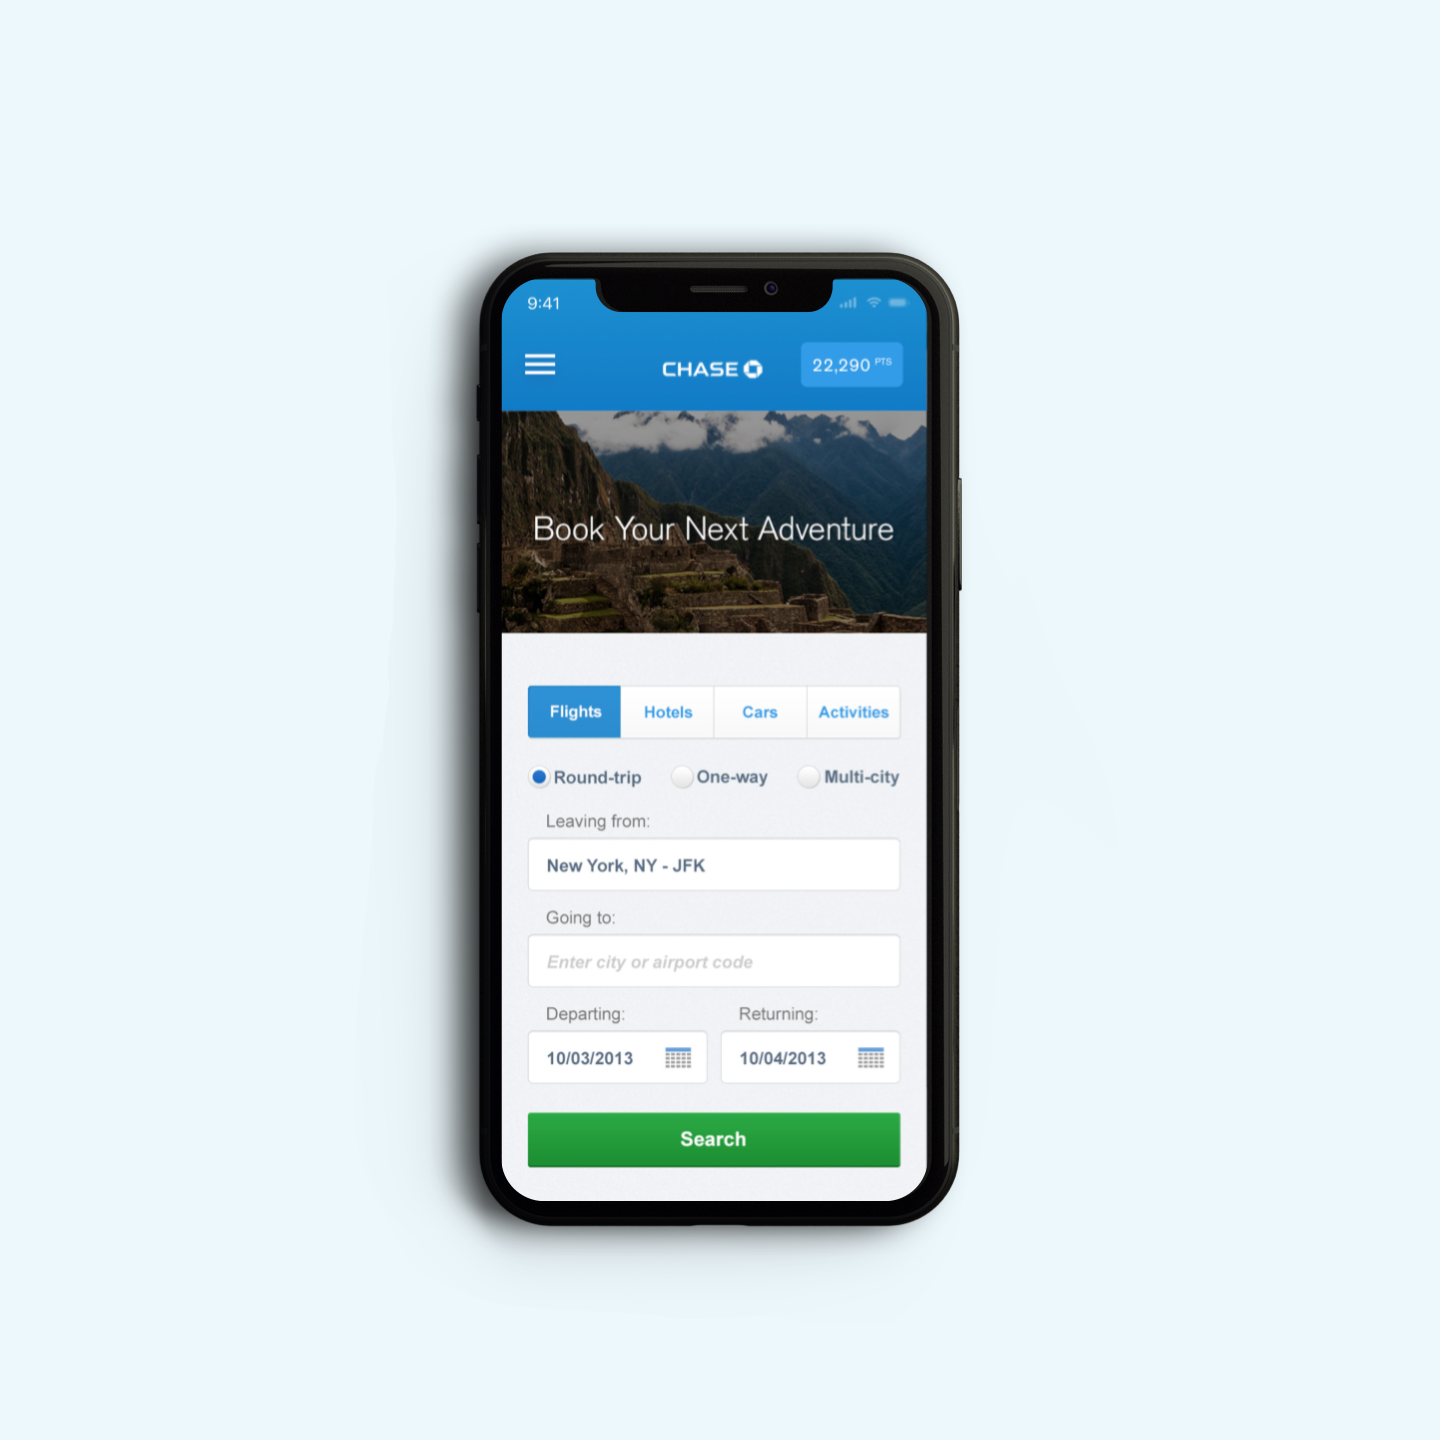 9:41
CHASE
22,290 PTS
Book Your Next Adventure
Flights Hotels Cars Activities
Round-trip One-way Multi-city
Leaving from:
New York, NY - JFK
Going to:
Enter city or airport code
Departing: Returning:
10/03/2013 10/04/2013
Search